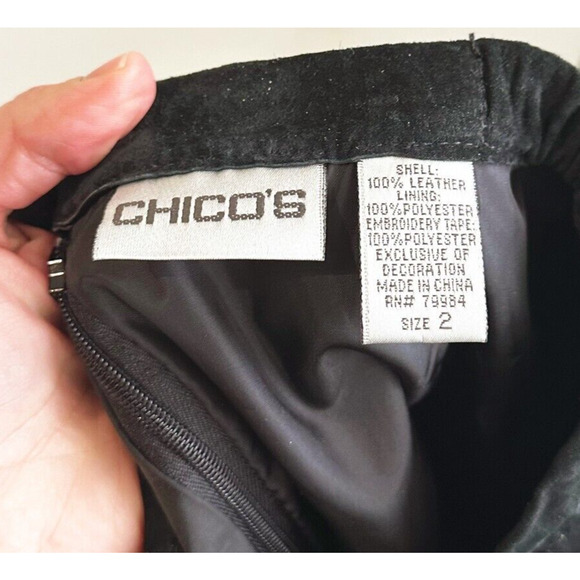 CHICO'S
SHELL:
100% LEATHER
LINING:
100%POLYESTER
EMBROIDERY TAPE:
100%POLYESTER
EXCLUSIVE OF
DECORATION
MADE IN CHINA
RN# 79984
SIZE 2